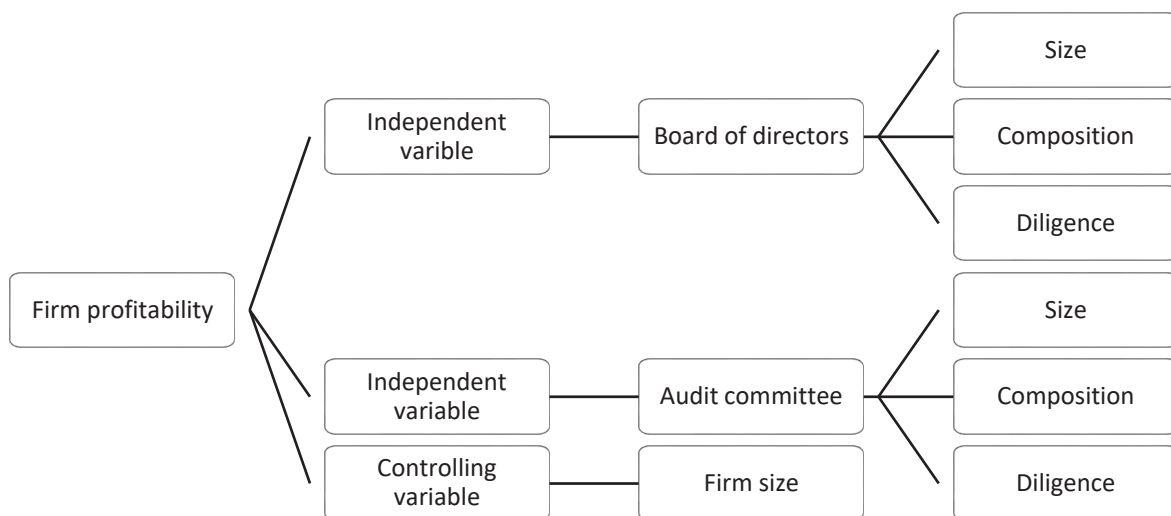 Size
Independent
varible
Board of directors
Composition
Diligence
Firm profitability
Size
Independent
variable
Audit committee
Composition
Controlling
variable
Firm size
Diligence